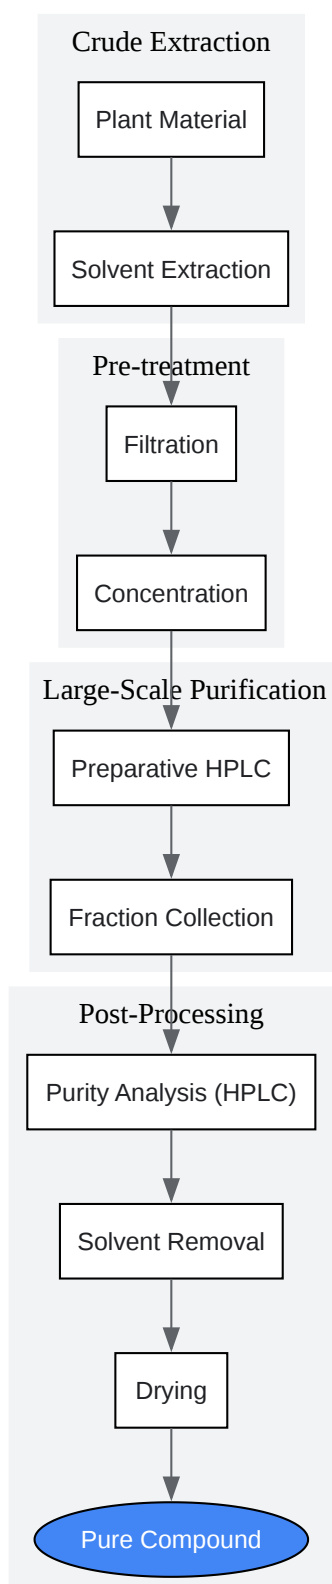 Crude Extraction
Plant Material
Solvent Extraction
Pre-treatment
Filtration
Concentration
Large-Scale Purification
Preparative HPLC
Fraction Collection
Post-Processing
Purity Analysis (HPLC)
Solvent Removal
Drying
Pure Compound